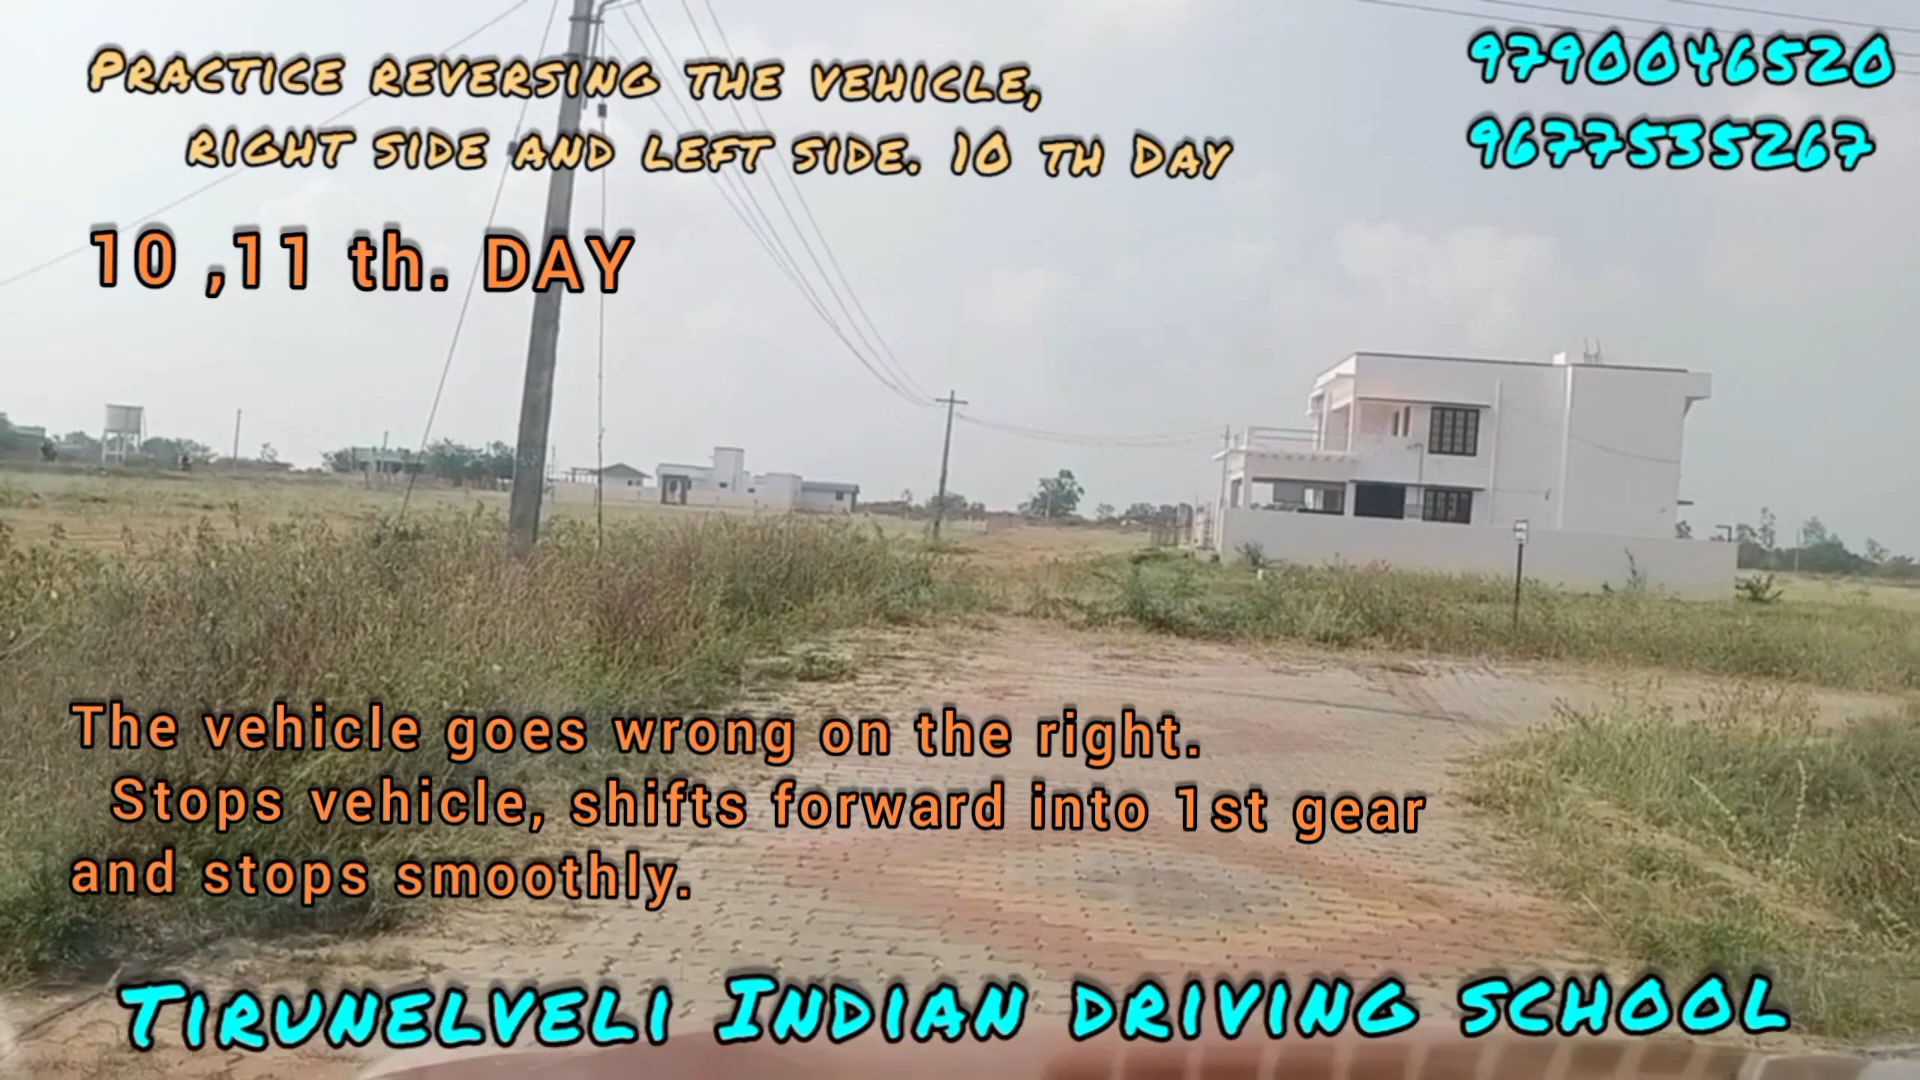 Practice reversing the vehicle,
right side and left side. 10 th Day
9790046520
9677535267
10 ,11 th. DAY
The vehicle goes wrong on the right.
Stops vehicle, shifts forward into 1st gear
and stops smoothly.
Tirunelveli Indian driving school